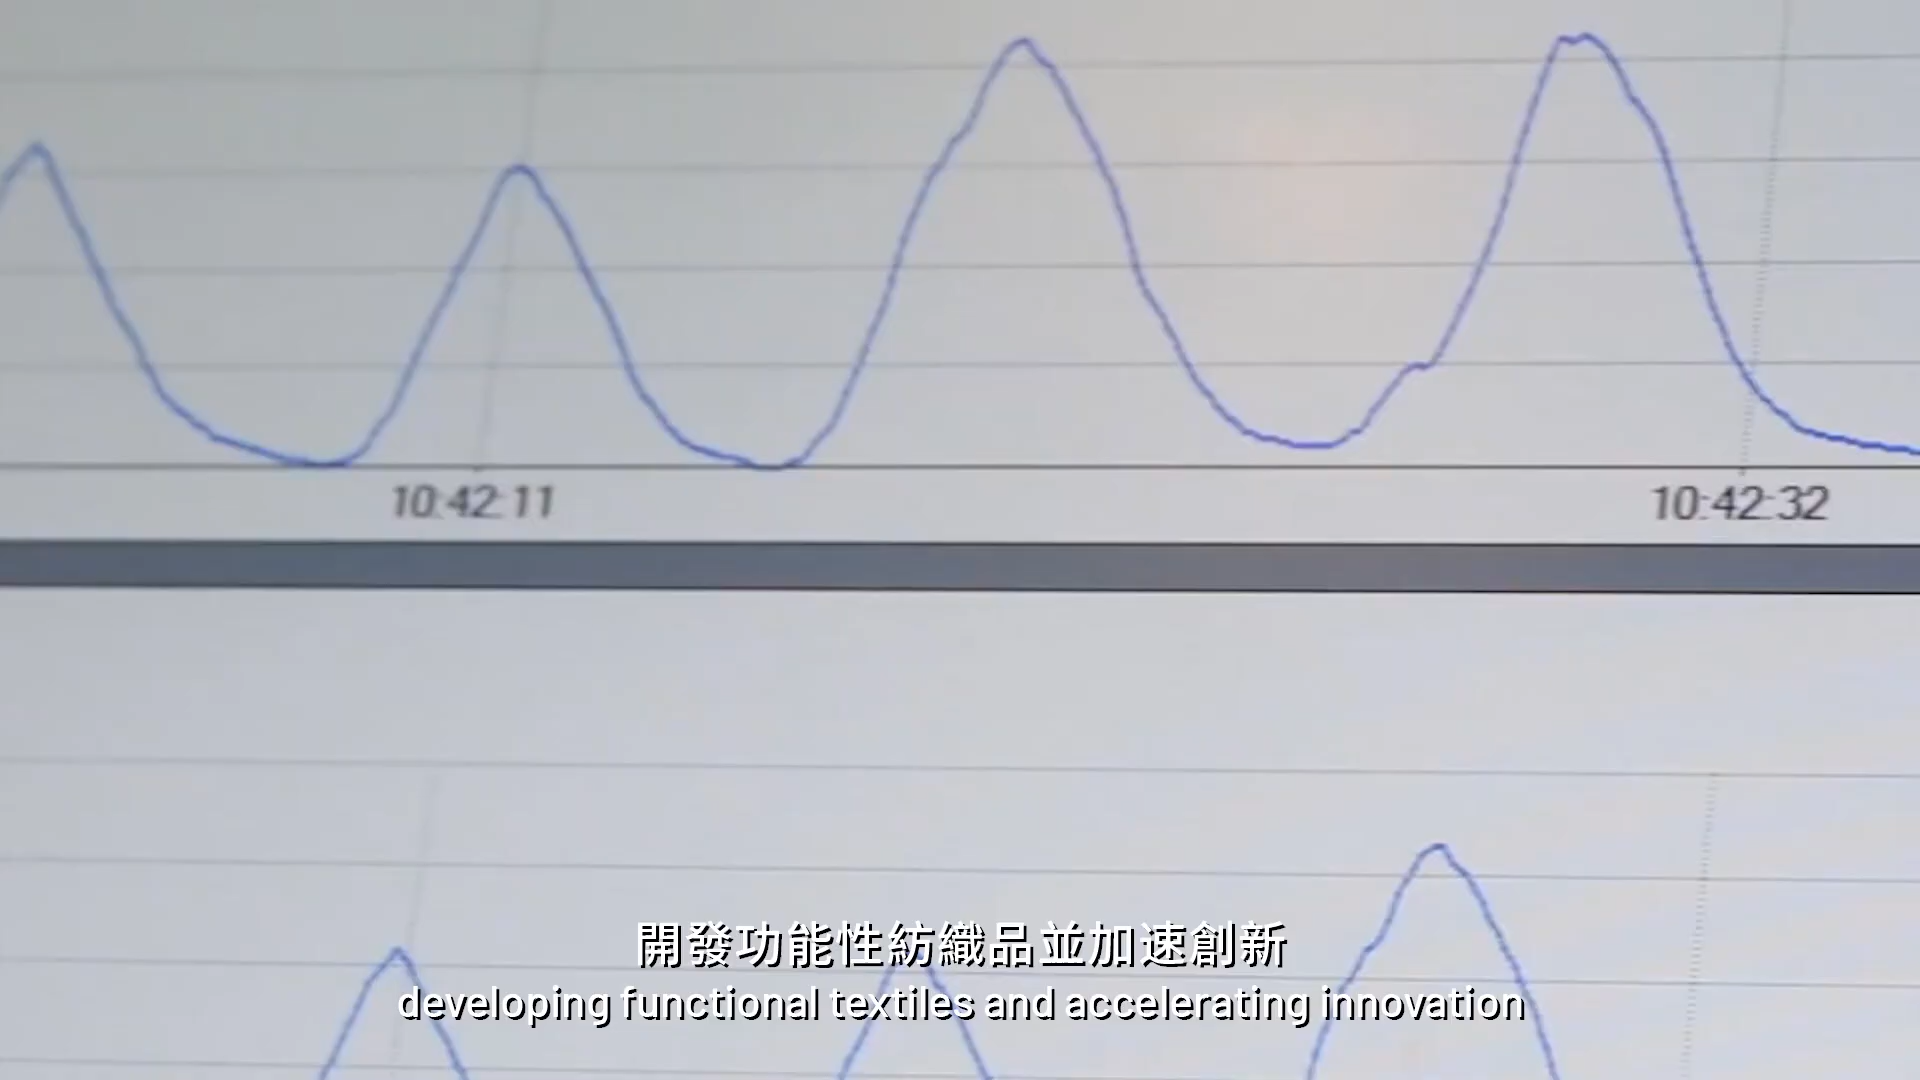 10:42:11
10:42:32
開發功能性紡織品並加速創新
developing functional textiles and accelerating innovation